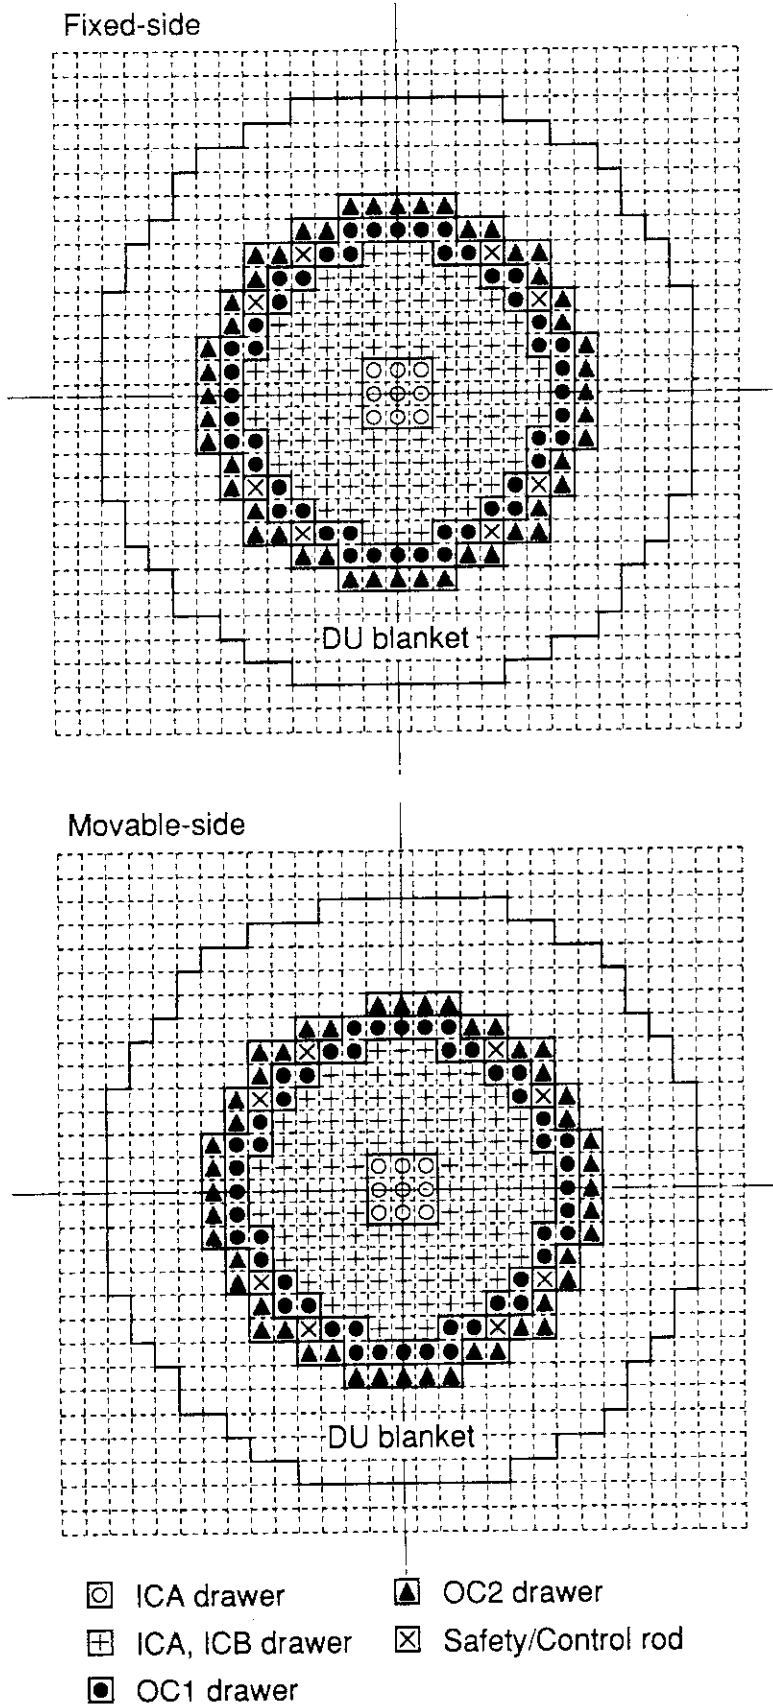 Fixed-side
DU blanket
Movable-side
DU blanket
ICA drawer
OC2 drawer
ICA, ICB drawer
Safety/Control rod
OC1 drawer